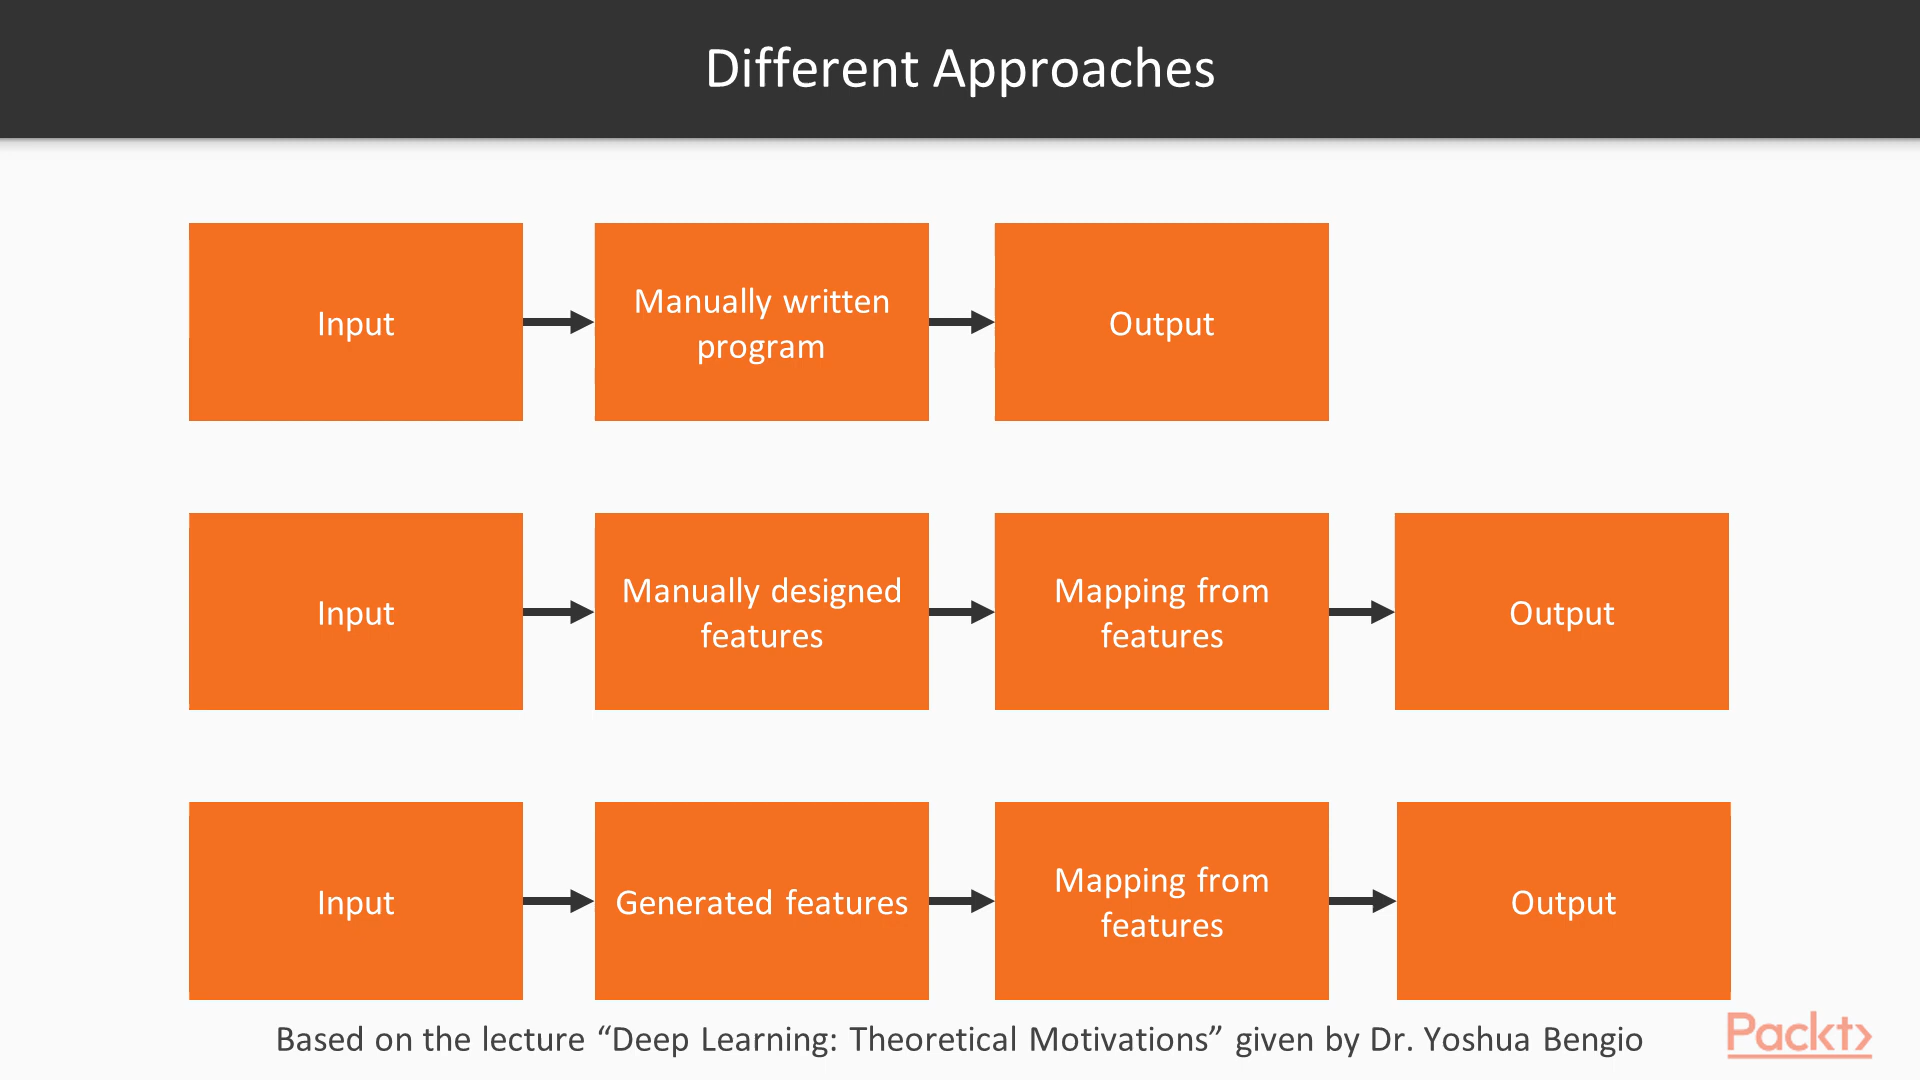 Different Approaches
Input
Manually written
program
Output
Input
Manually designed
features
Mapping from
features
Output
Input
Generated features
Mapping from
features
Output
Based on the lecture “Deep Learning: Theoretical Motivations” given by Dr. Yoshua Bengio
Packt>